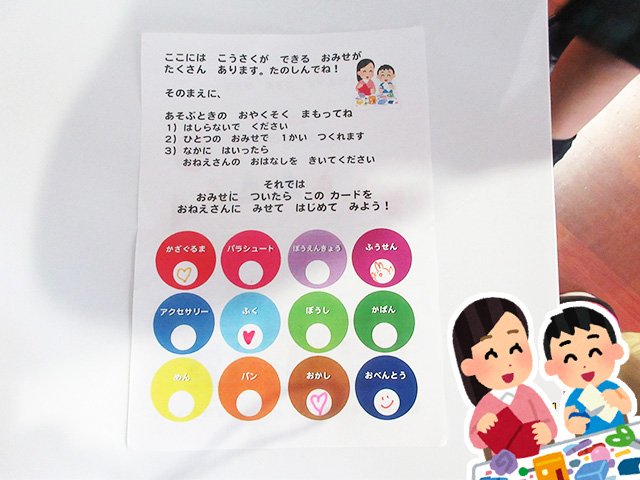 ここには こうさくが できる おみせが
たくさん あります。たのしんでね！
そのまえに、
あそぶときの おやくそく まもってね
1）はしらないで ください
2）ひとつの おみせで 1かい つくれます
3）なかに はいったら
おねえさんの おはなしを きいてください
それでは
おみせに ついたら この カードを
おねえさんに みせて はじめて みよう！
かざぐるま パラシュート ぼうえんきょう ふうせん
アクセサリー ふく ぼうし かばん
めん パン おかし おべんとう